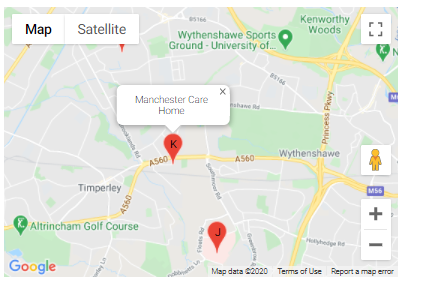 Map
Satellite
Kenworthy
Woods
Wythenshawe Sports
Ground - University of...
B5166
Manchester Care
Home
×
Princess Pkwy
K
A560
A560
Wythenshawe
Timperley
M56
A560
Altrincham Golf Course
J
Hollyhedge Rd
Google
Map data ©2020
Terms of Use
Report a map error